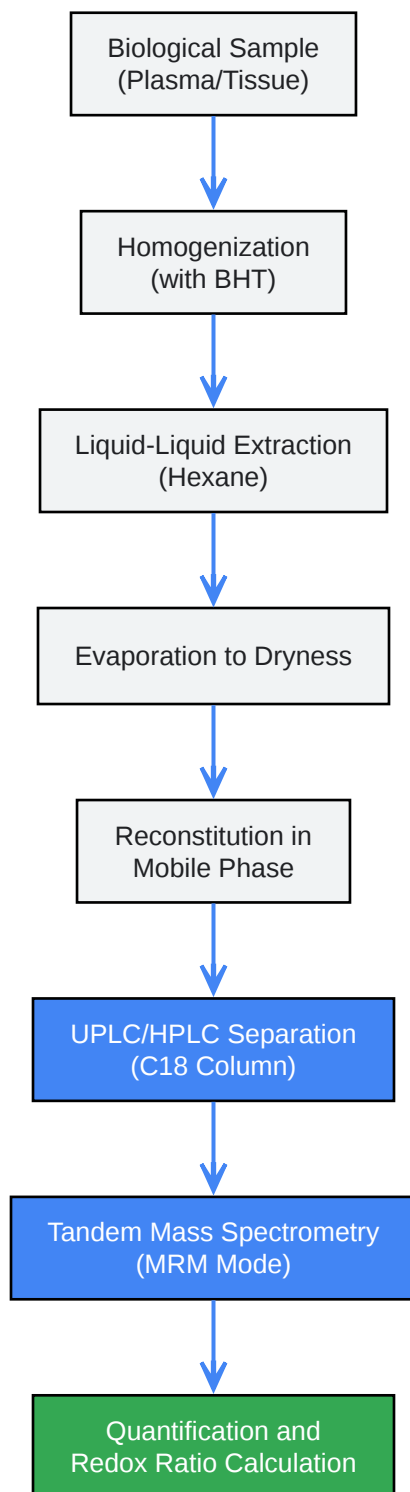 Biological Sample
(Plasma/Tissue)
Homogenization
(with BHT)
Liquid-Liquid Extraction
(Hexane)
Evaporation to Dryness
Reconstitution in
Mobile Phase
UPLC/HPLC Separation
(C18 Column)
Tandem Mass Spectrometry
(MRM Mode)
Quantification and
Redox Ratio Calculation